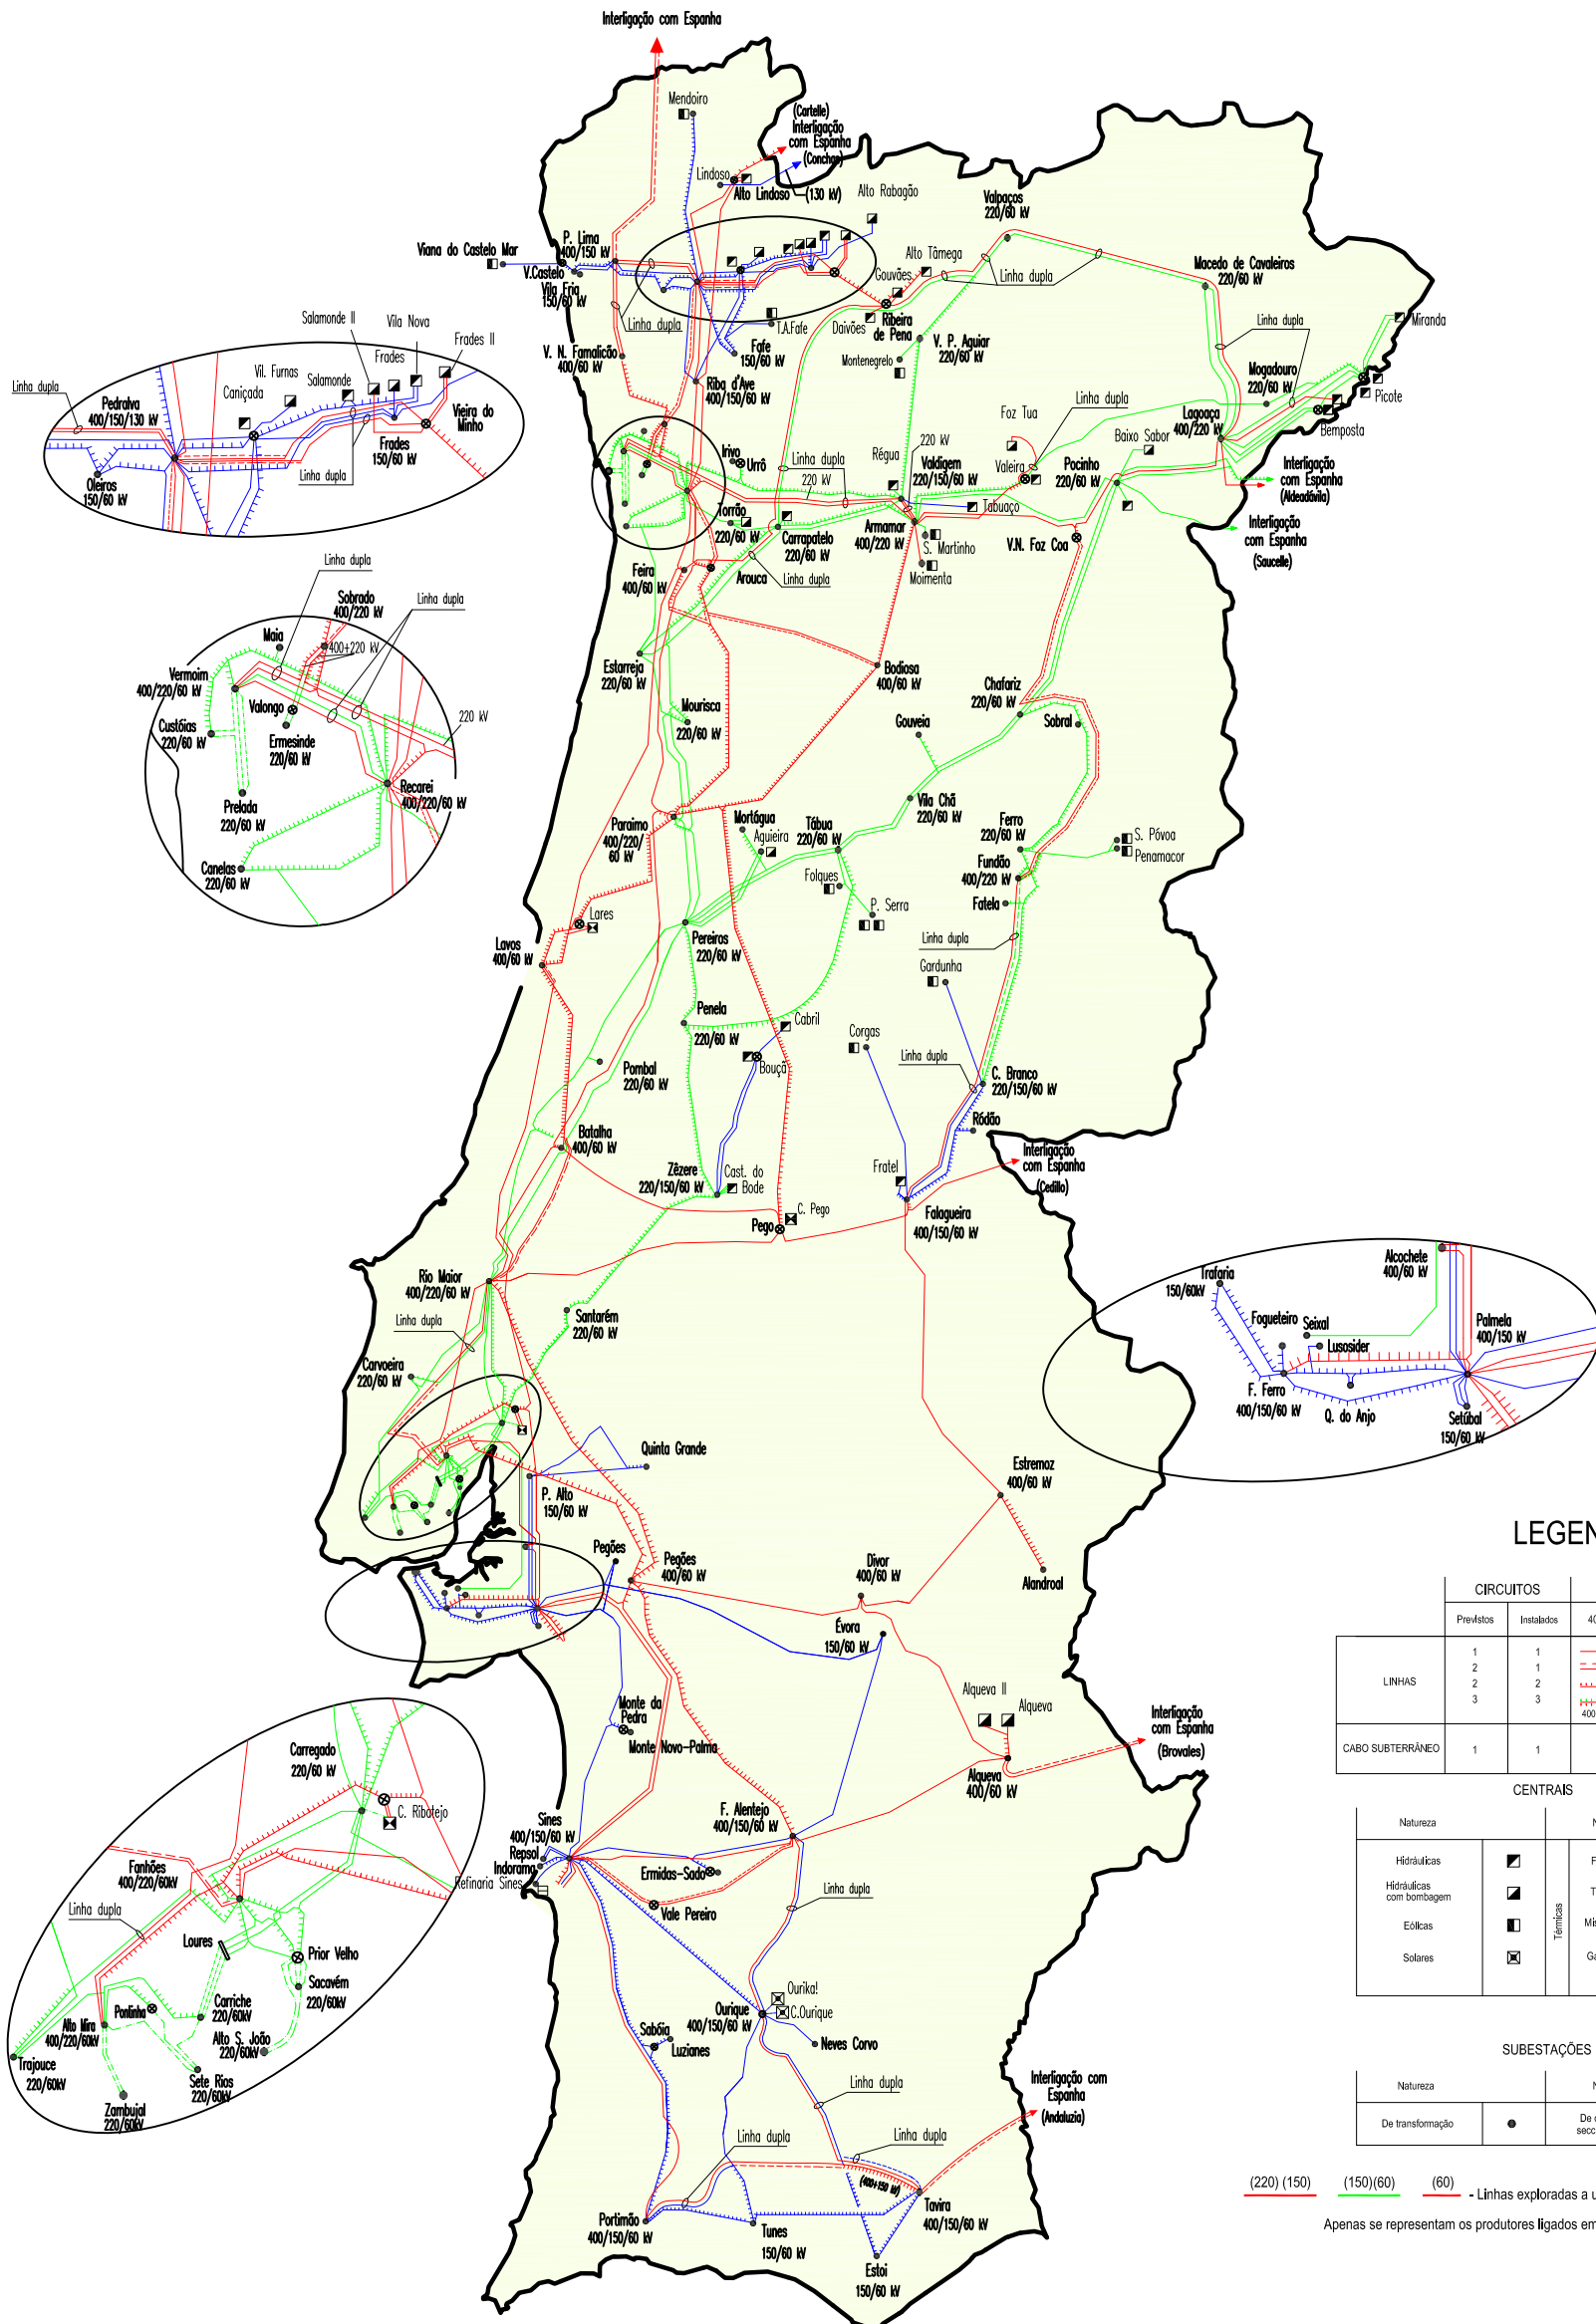 Interligação com Espanha
Mendoiro
(Cartelle)
Interligação
com Espanha
(Conchas)
Lindoso
Alto Lindoso
(130 kV)
Alto Rabagão
Valpaços
220/60 kV
P. Lima
400/150 kV
Viana do Castelo Mar
V.Castelo
Vila Fria
150/60 kV
Alto Tâmega
Gouvães
Linha dupla
Macedo de Cavaleiros
220/60 kV
Daivões
Ribeira
de Pena
Linha dupla
T.A.Fafe
Fafe
150/60 kV
Linha dupla
Miranda
V. N. Famalicão
400/60 kV
Montenegrelo
V. P. Aguiar
220/60 kV
Riba d'Ave
400/150/60 kV
Mogadouro
220/60 kV
Picote
Bemposta
Lagoaça
400/220 kV
Foz Tua
Linha dupla
Baixo Sabor
Irivo
Urrô
Linha dupla
220 kV
Régua
220 kV
Valdigem
220/150/60 kV
Valeira
Pocinho
220/60 kV
Interligação
com Espanha
(Aldeadávila)
Torrão
220/60 kV
Carrapatelo
220/60 kV
Armamar
400/220 kV
Tabuaço
S. Martinho
Moimenta
V.N. Foz Coa
Interligação
com Espanha
(Saucelle)
Feira
400/60 kV
Arouca
Linha dupla
Salamonde II
Vila Nova
Frades
Frades II
Vil. Furnas
Salamonde
Caniçada
Linha dupla
Pedralva
400/150/130 kV
Vieira do
Minho
Frades
150/60 kV
Linha dupla
Oleiros
150/60 kV
Linha dupla
Sobrado
400/220 kV
Linha dupla
Maia
400+220 kV
Vermoim
400/220/60 kV
Valongo
220 kV
Custóias
220/60 kV
Ermesinde
220/60 kV
Recarei
400/220/60 kV
Prelada
220/60 kV
Canelas
220/60 kV
Estarreja
220/60 kV
Bodiosa
400/60 kV
Chafariz
220/60 kV
Mourisca
220/60 kV
Gouveia
Sobral
Vila Chã
220/60 kV
Paraimo
400/220/
60 kV
Mortágua
Aguieira
Tábua
220/60 kV
Ferro
220/60 kV
S. Póvoa
Penamacor
Fundão
400/220 kV
Folques
P. Serra
Fatela
Lares
Lavos
400/60 kV
Pereiros
220/60 kV
Linha dupla
Gardunha
Penela
220/60 kV
Cabril
Corgas
Bouçã
Pombal
220/60 kV
Linha dupla
C. Branco
220/150/60 kV
Ródão
Batalha
400/60 kV
Zêzere
220/150/60 kV
Cast. do
Bode
Fratel
Interligação
com Espanha
(Cedillo)
C. Pego
Pego
Falagueira
400/150/60 kV
Rio Maior
400/220/60 kV
Santarém
220/60 kV
Linha dupla
Carvoeira
220/60 kV
Alcochete
400/60 kV
Trafaria
150/60kV
Fogueteiro
Seixal
Lusosider
Palmela
400/150 kV
F. Ferro
400/150/60 kV
Q. do Anjo
Setúbal
150/60 kV
Quinta Grande
P. Alto
150/60 kV
Estremoz
400/60 kV
Alandroal
Pegões
Pegões
400/60 kV
Divor
400/60 kV
Évora
150/60 kV
Alqueva II
Alqueva
Interligação
com Espanha
(Brovales)
Alqueva
400/60 kV
Monte da
Pedra
Monte Novo-Palma
Carregado
220/60 kV
C. Ribatejo
Fanhões
400/220/60kV
Linha dupla
Loures
Prior Velho
Sacavém
220/60kV
Pontinha
Carriche
220/60kV
Alto Mira
400/220/60kV
Alto S. João
220/60kV
Trajouce
220/60kV
Sete Rios
220/60kV
Zambujal
220/60kV
Sines
400/150/60 kV
Repsol
Indorama
Refinaria Sines
F. Alentejo
400/150/60 kV
Ermidas-Sado
Vale Pereiro
Linha dupla
Ourika!
C.Ourique
Ourique
400/150/60 kV
Neves Corvo
Sabóia
Luzianes
Linha dupla
Interligação com
Espanha
(Andaluzia)
Linha dupla
Linha dupla
(400+150 kV)
Tavira
400/150/60 kV
Portimão
400/150/60 kV
Tunes
150/60 kV
Estoi
150/60 kV
LEGEN
CIRCUITOS
Previstos
Instalados
40
LINHAS
1 1
2 1
2 2
3 3
400
CABO SUBTERRÂNEO
1 1
CENTRAIS
Natureza
N
Hidráulicas
F
Hidráulicas
com bombagem
T
Eólicas
Mis
Solares
Ga
Térmicas
SUBESTAÇÕES
Natureza
N
De transformação
De c
secc
(220) (150)
(150)(60)
(60)
- Linhas exploradas a u
Apenas se representam os produtores ligados em